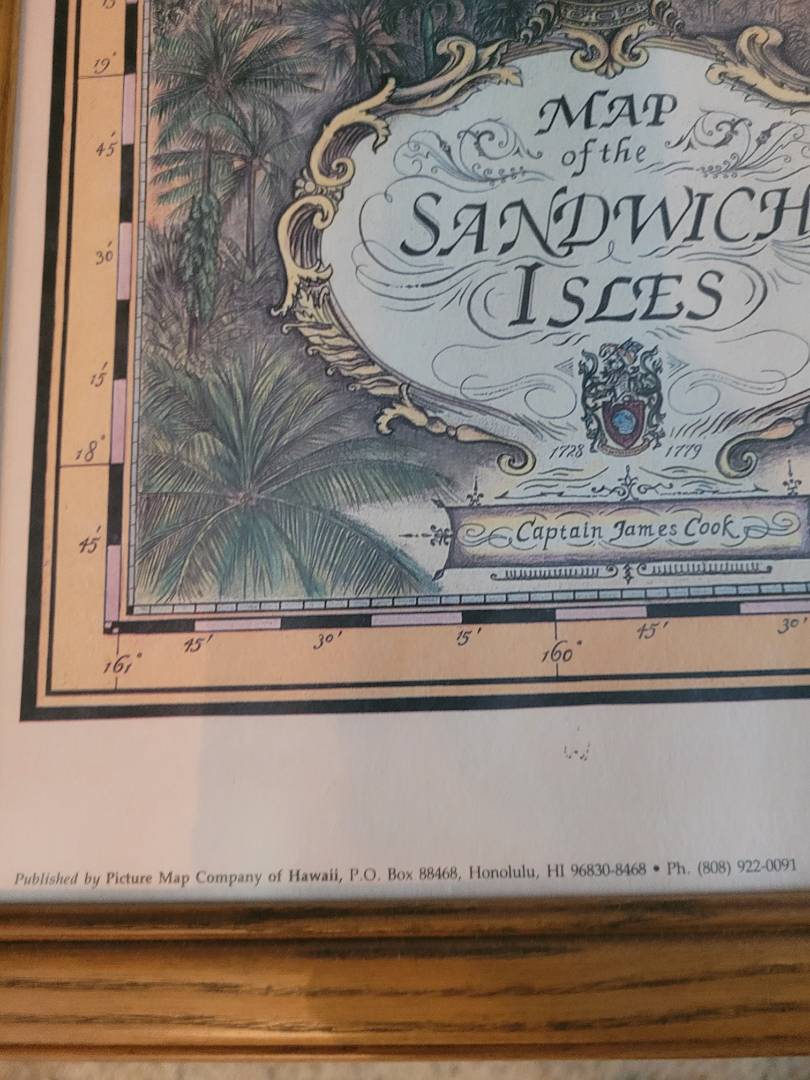 19°
45'
30'
15'
18°
45'
MAP
of the
SANDWICH
ISLES
1728 1779
Captain James Cook
45' 30' 15' 45' 30'
161° 160°
Published by Picture Map Company of Hawaii, P.O. Box 88468, Honolulu, HI 96830-8468 • Ph. (808) 922-0091